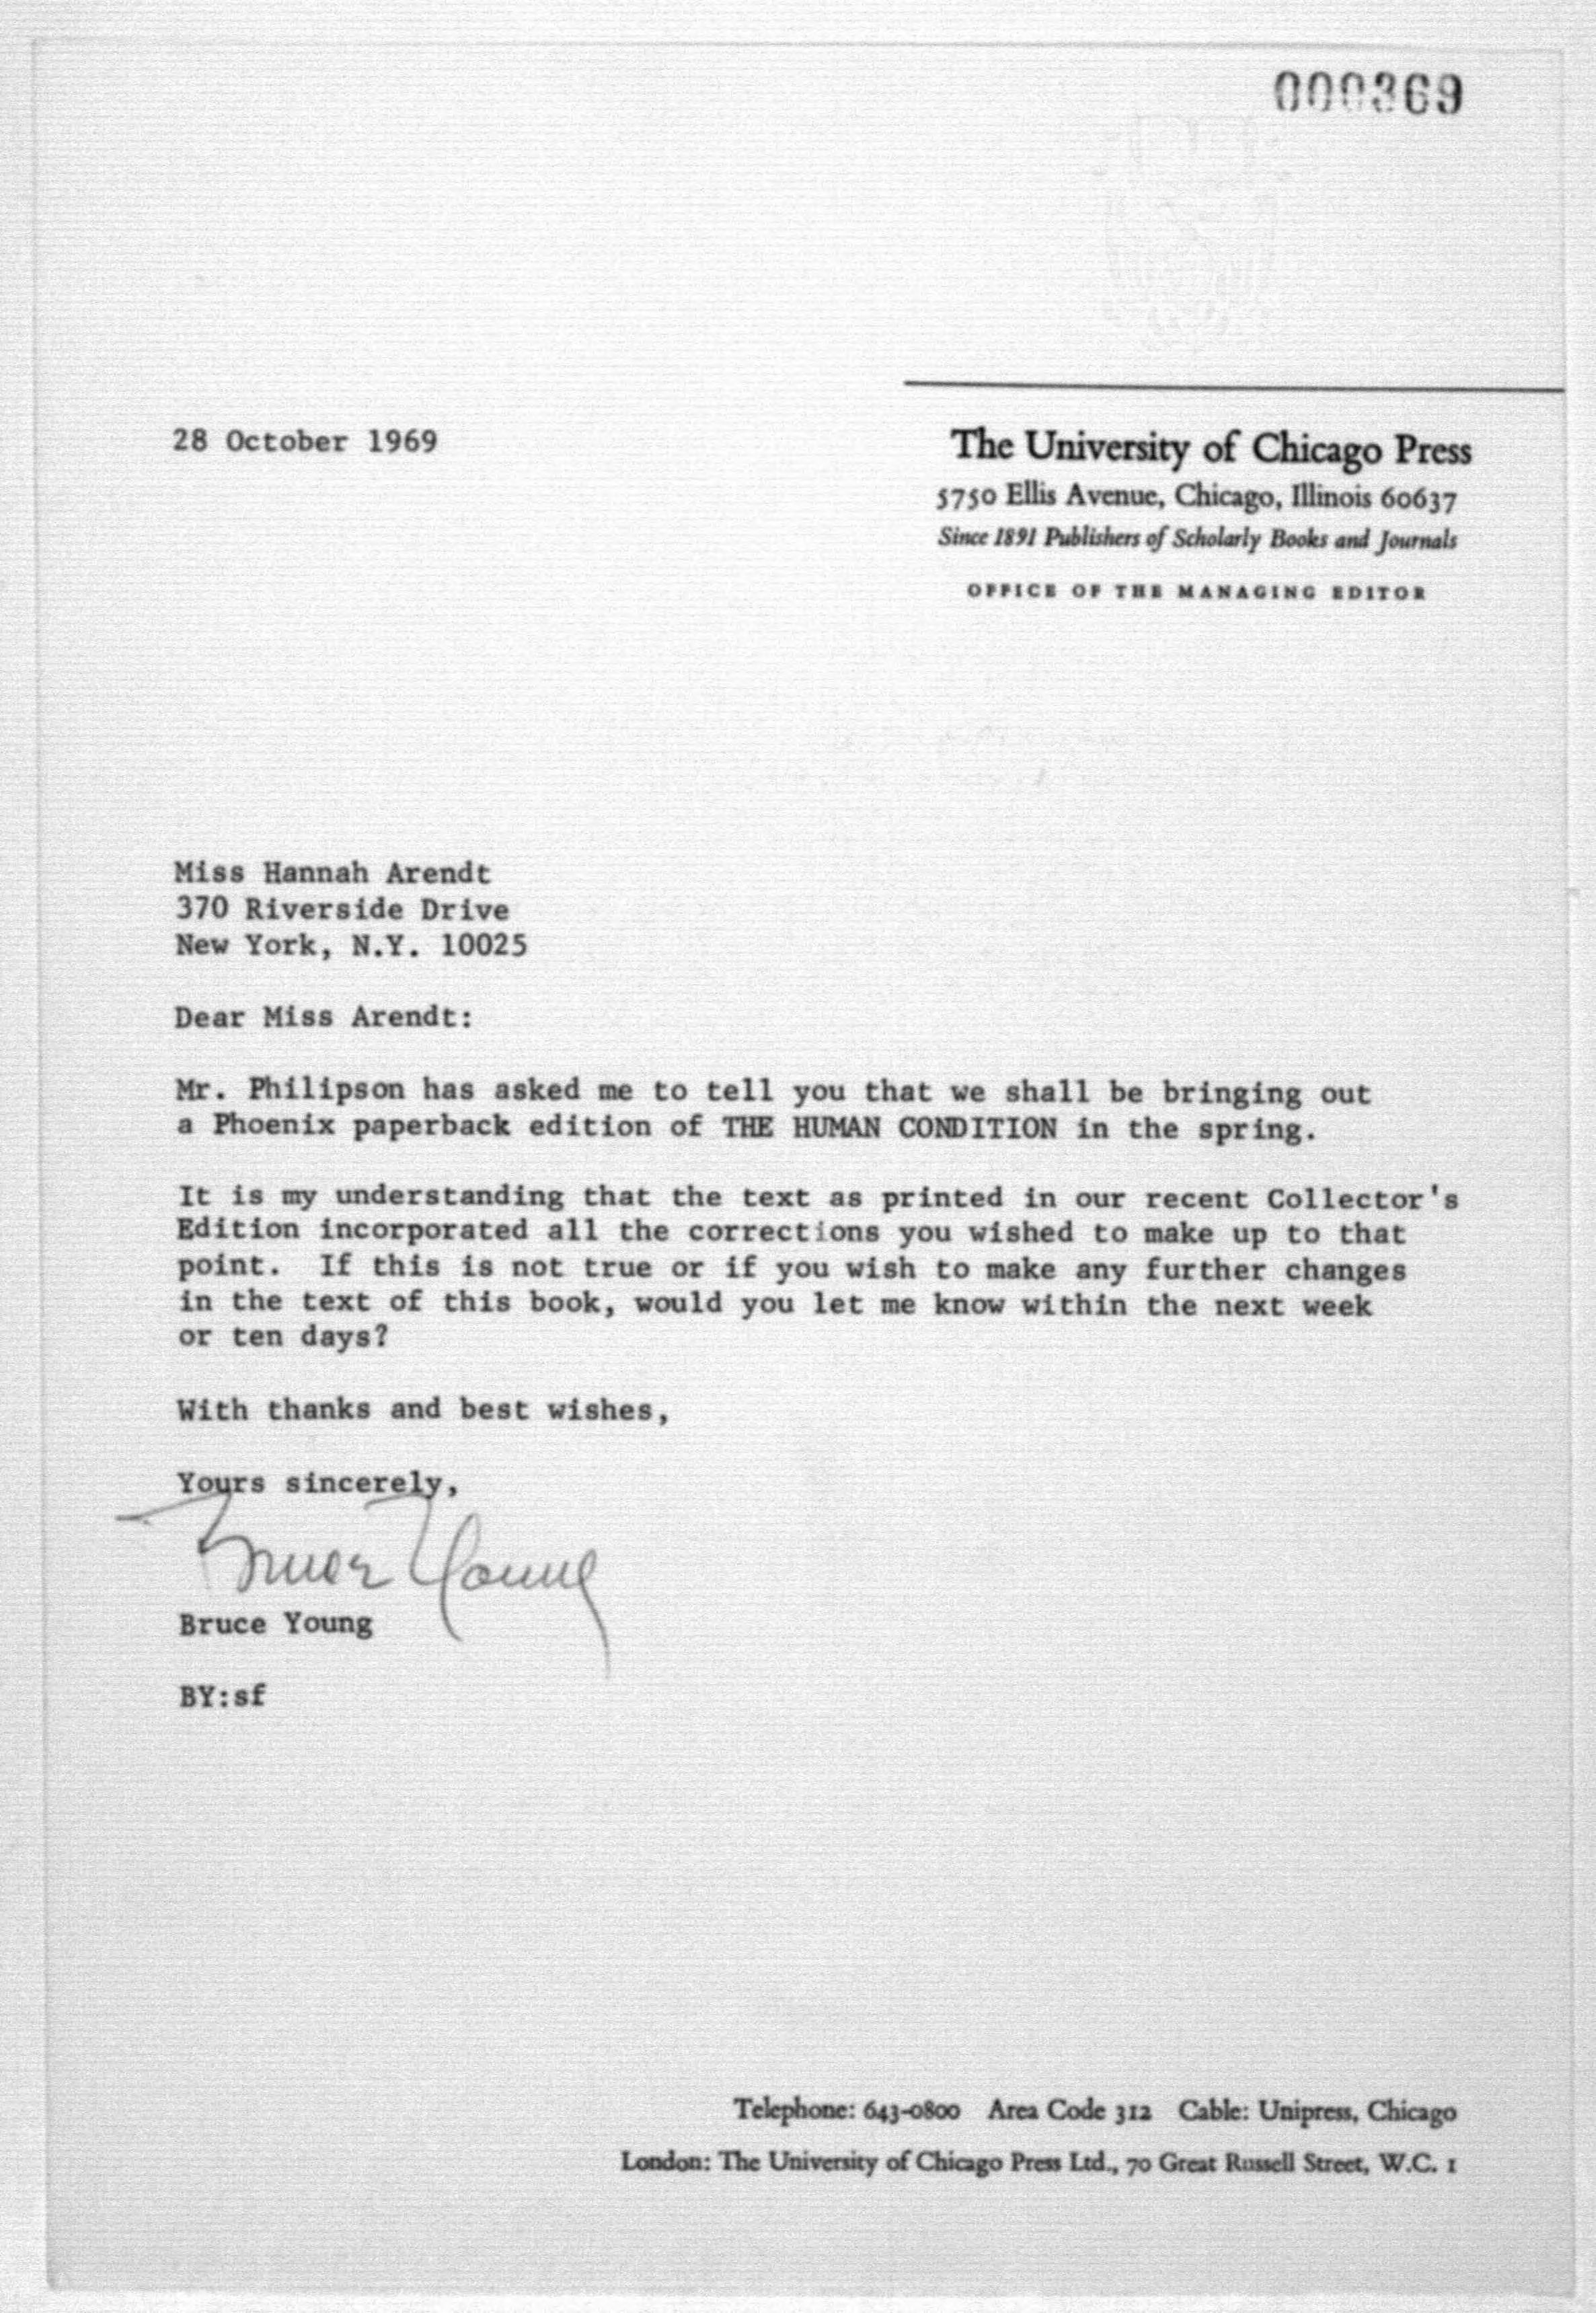 000369
28 October 1969
The University of Chicago Press
5750 Ellis Avenue, Chicago, Illinois 60637
Since 1891 Publishers of Scholarly Books and Journals
OFFICE OF THE MANAGING EDITOR
Miss Hannah Arendt
370 Riverside Drive
New York, N.Y. 10025
Dear Miss Arendt:
Mr. Philipson has asked me to tell you that we shall be bringing out
a Phoenix paperback edition of THE HUMAN CONDITION in the spring.
It is my understanding that the text as printed in our recent Collector's
Edition incorporated all the corrections you wished to make up to that
point.  If this is not true or if you wish to make any further changes
in the text of this book, would you let me know within the next week
or ten days?
With thanks and best wishes,
Yours sincerely,
Bruce Young
Bruce Young
BY:sf
Telephone: 643-0800   Area Code 312   Cable: Unipress, Chicago
London: The University of Chicago Press Ltd., 70 Great Russell Street, W.C. 1